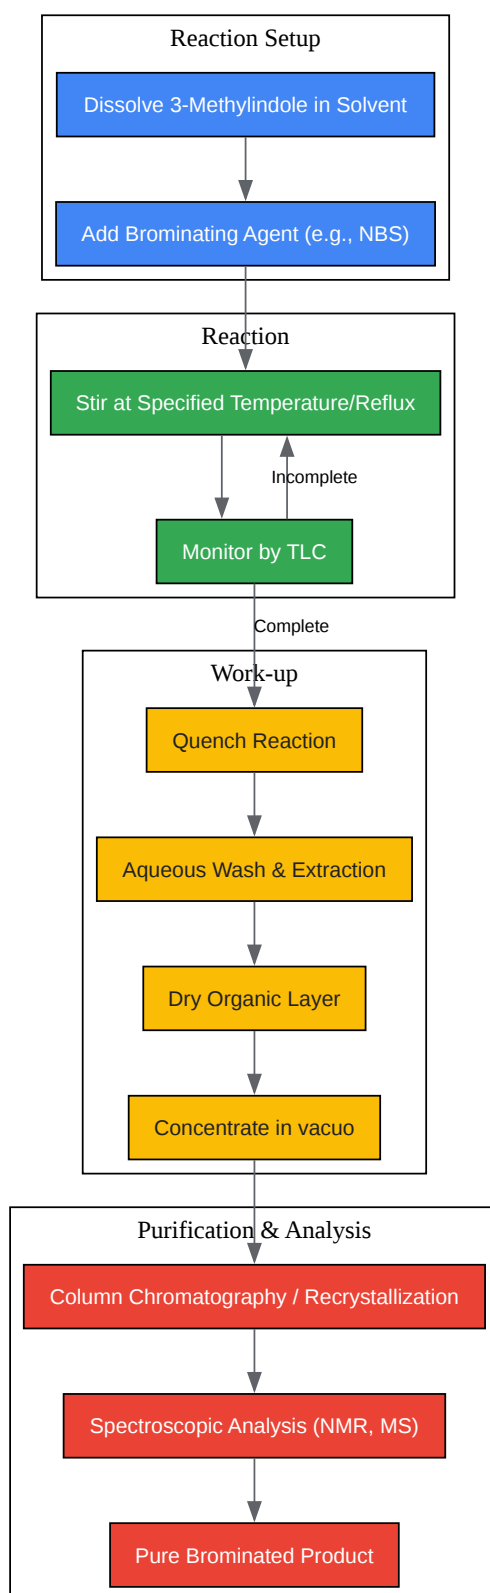 Reaction Setup
Dissolve 3-Methylindole in Solvent
Add Brominating Agent (e.g., NBS)
Reaction
Stir at Specified Temperature/Reflux
Incomplete
Monitor by TLC
Complete
Work-up
Quench Reaction
Aqueous Wash & Extraction
Dry Organic Layer
Concentrate in vacuo
Purification & Analysis
Column Chromatography / Recrystallization
Spectroscopic Analysis (NMR, MS)
Pure Brominated Product